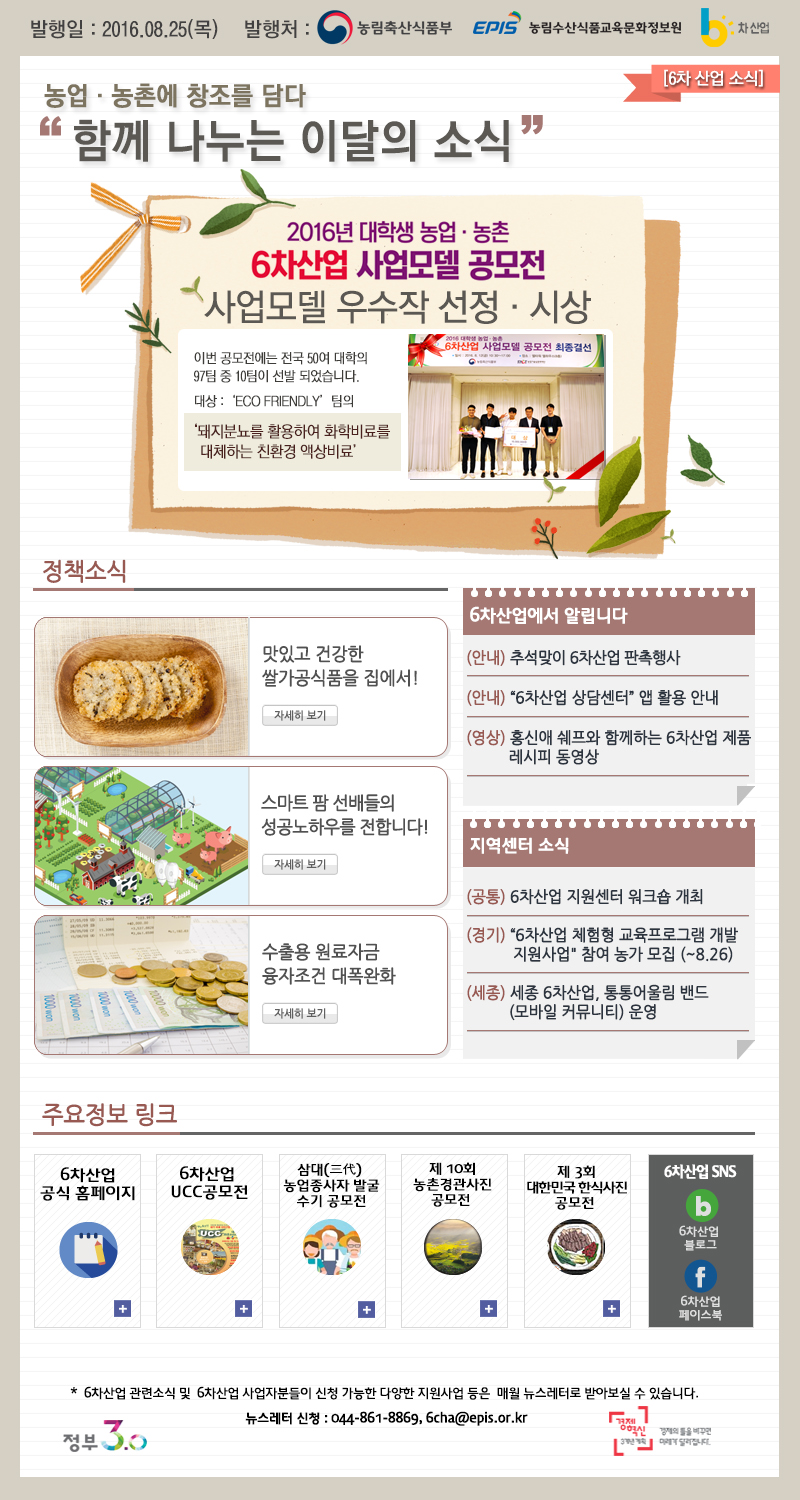 발행일 : 2016.08.25(목) 발행처 : 농림축산식품부 EPIS 농림수산식품교육문화정보원 6차산업
[6차 산업 소식]
농업 · 농촌에 창조를 담다
“ 함께 나누는 이달의 소식 ”
2016년 대학생 농업 · 농촌
6차산업 사업모델 공모전
사업모델 우수작 선정 · 시상
이번 공모전에는 전국 50여 대학의
97팀 중 10팀이 선발 되었습니다.
대상 : ‘ECO FRIENDLY’ 팀의
‘돼지분뇨를 활용하여 화학비료를
대체하는 친환경 액상비료’
2016 대학생 농업·농촌
6차산업 사업모델 공모전 최종결선
대 상
정책소식
맛있고 건강한
쌀가공식품을 집에서!
자세히 보기
스마트 팜 선배들의
성공노하우를 전합니다!
자세히 보기
수출용 원료자금
융자조건 대폭완화
자세히 보기
6차산업에서 알립니다
(안내) 추석맞이 6차산업 판촉행사
(안내) “6차산업 상담센터” 앱 활용 안내
(영상) 홍신애 쉐프와 함께하는 6차산업 제품
레시피 동영상
지역센터 소식
(공통) 6차산업 지원센터 워크숍 개최
(경기) “6차산업 체험형 교육프로그램 개발
지원사업" 참여 농가 모집 (~8.26)
(세종) 세종 6차산업, 통통어울림 밴드
(모바일 커뮤니티) 운영
주요정보 링크
6차산업
공식 홈페이지
6차산업
UCC공모전
UCC
삼대(三代)
농업종사자 발굴
수기 공모전
제 10회
농촌경관사진
공모전
제 3회
대한민국 한식사진
공모전
6차산업 SNS
b
6차산업
블로그
f
6차산업
페이스북
* 6차산업 관련소식 및 6차산업 사업자분들이 신청 가능한 다양한 지원사업 등은 매월 뉴스레터로 받아보실 수 있습니다.
뉴스레터 신청 : 044-861-8869, 6cha@epis.or.kr
정부3.0
경제혁신
3개년 계획
경제의 틀을 바꾸면
미래가 달라집니다.